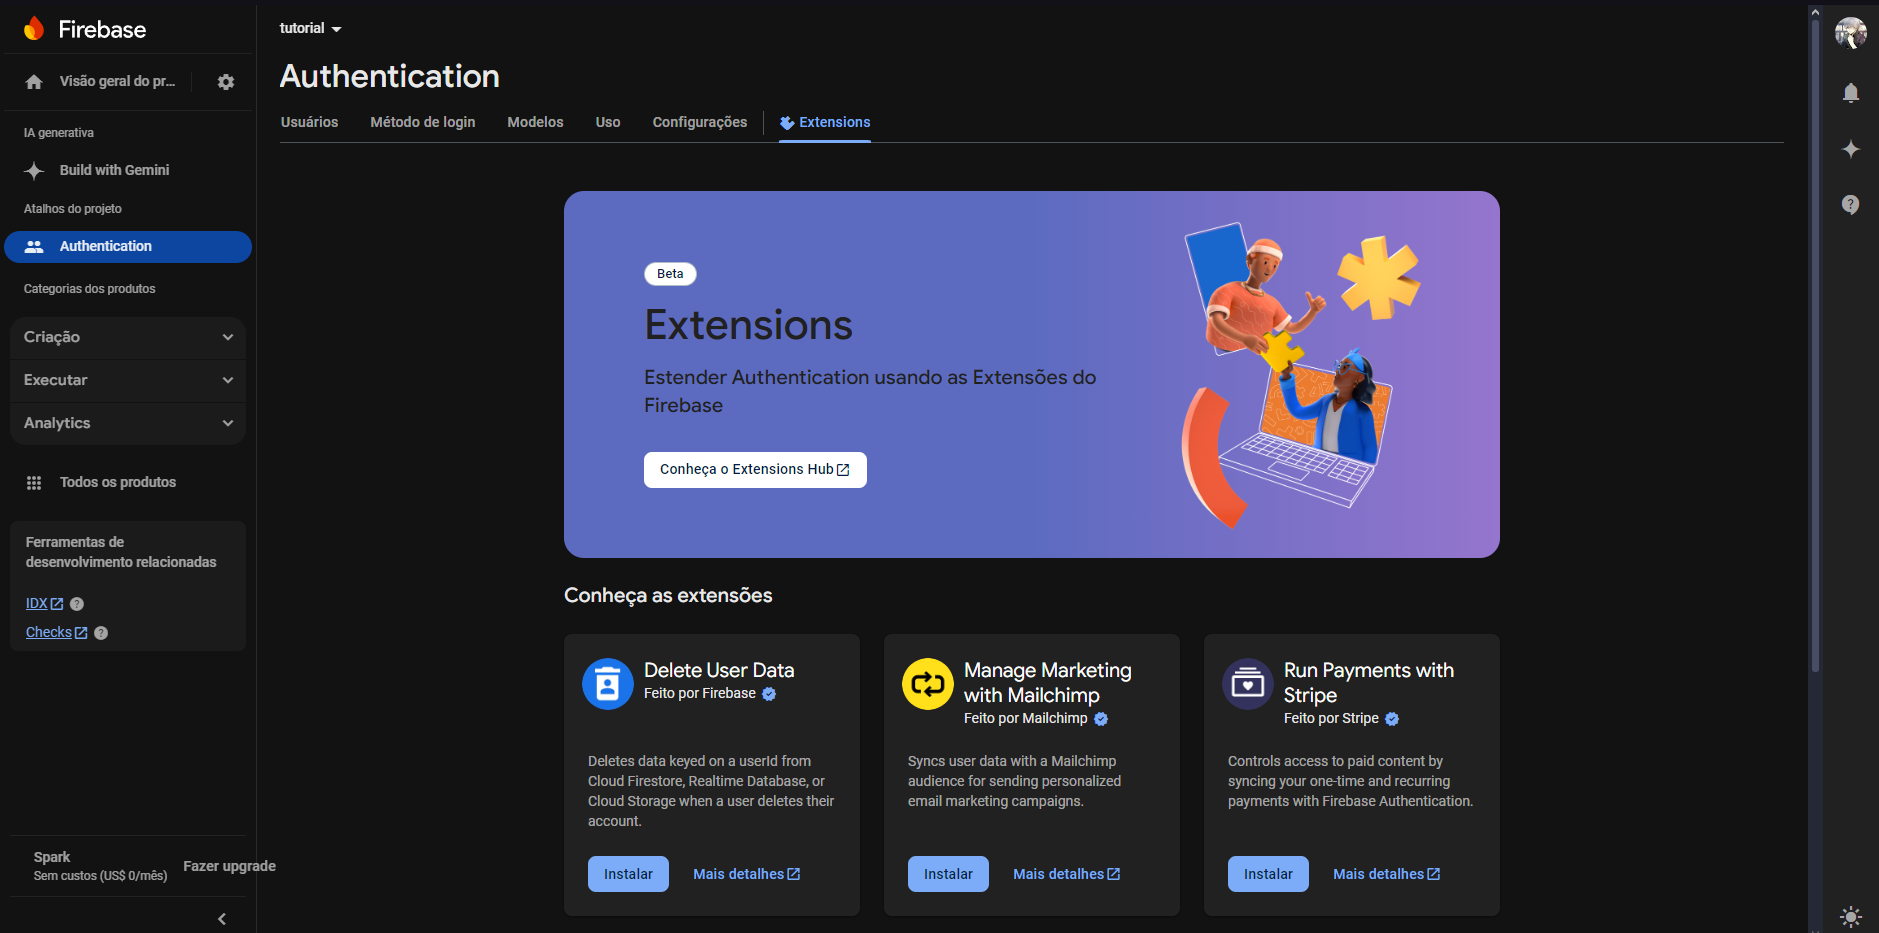 Firebase
Visão geral do pr...
IA generativa
Build with Gemini
Atalhos do projeto
Authentication
Categorias dos produtos
Criação
Executar
Analytics
Todos os produtos
Ferramentas de
desenvolvimento relacionadas
IDX
Checks
Spark
Sem custos (US$ 0/mês)
Fazer upgrade
tutorial
Authentication
Usuários
Método de login
Modelos
Uso
Configurações
Extensions
Beta
Extensions
Estender Authentication usando as Extensões do
Firebase
Conheça o Extensions Hub
Conheça as extensões
Delete User Data
Feito por Firebase
Deletes data keyed on a userId from
Cloud Firestore, Realtime Database, or
Cloud Storage when a user deletes their
account.
Instalar
Mais detalhes
Manage Marketing
with Mailchimp
Feito por Mailchimp
Syncs user data with a Mailchimp
audience for sending personalized
email marketing campaigns.
Instalar
Mais detalhes
Run Payments with
Stripe
Feito por Stripe
Controls access to paid content by
syncing your one-time and recurring
payments with Firebase Authentication.
Instalar
Mais detalhes